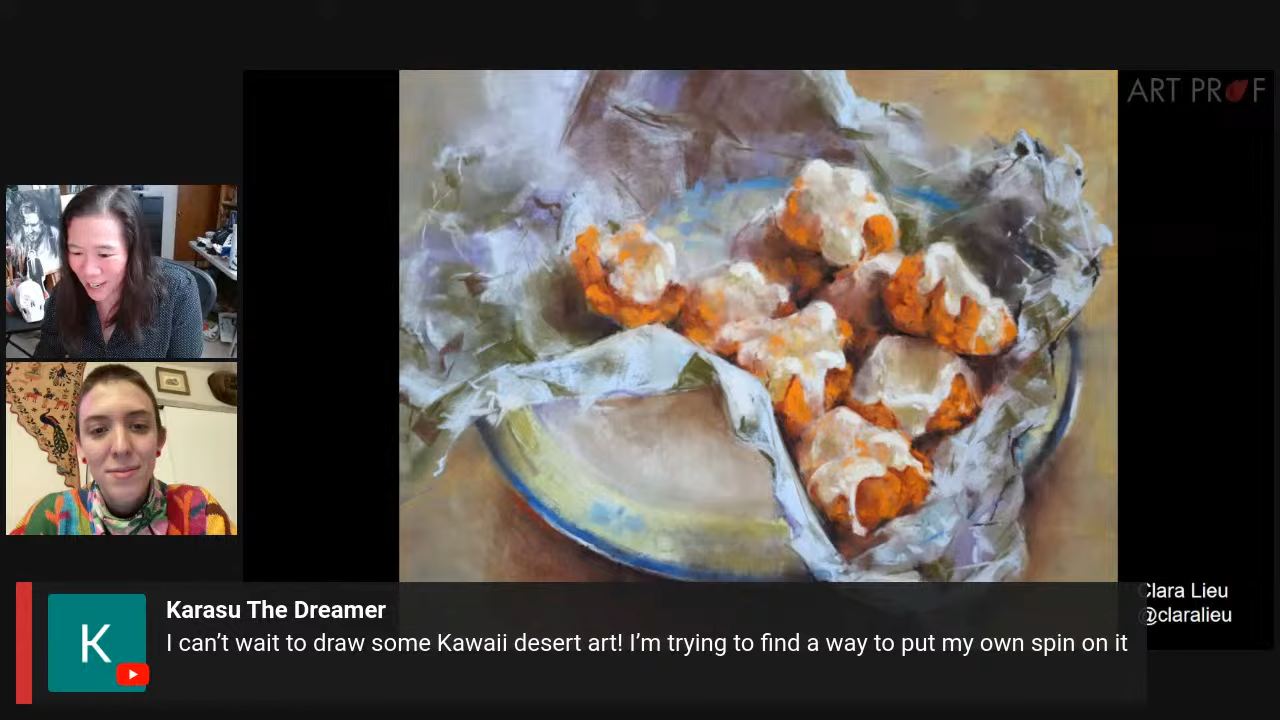 ART PROF
Clara Lieu
@claralieu
K
Karasu The Dreamer
I can’t wait to draw some Kawaii desert art! I’m trying to find a way to put my own spin on it